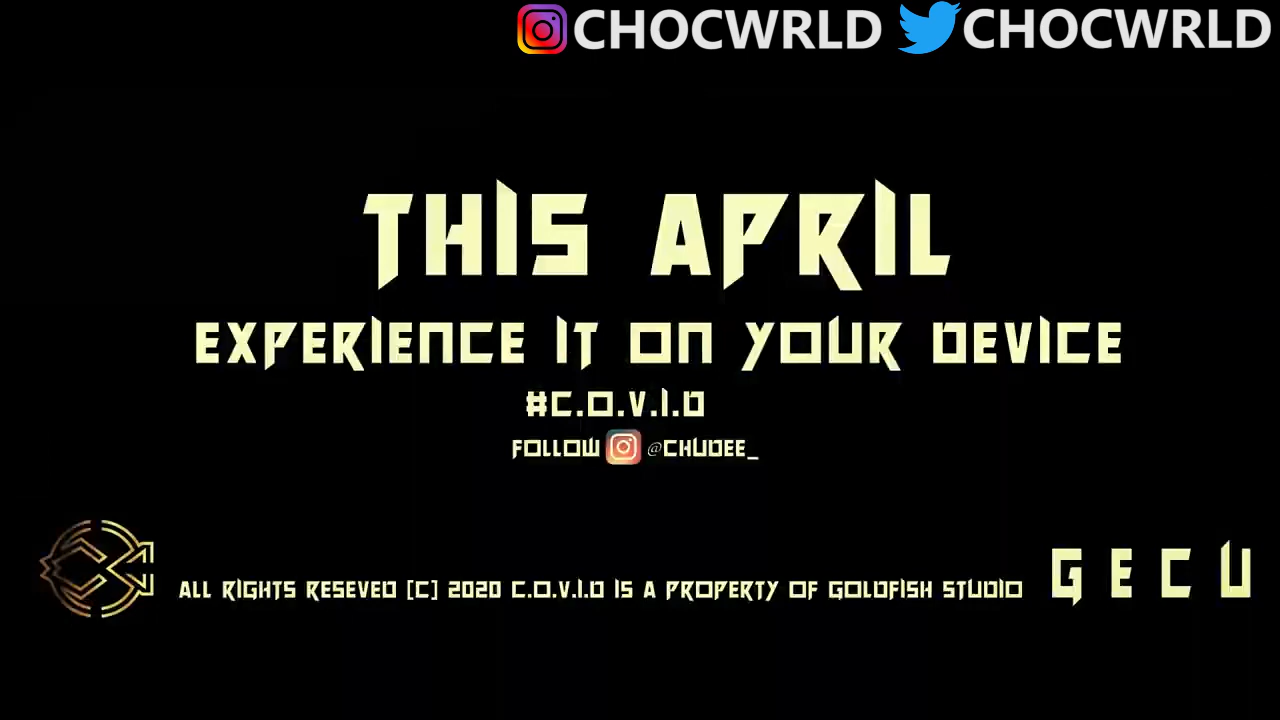 CHOCWRLD CHOCWRLD
THIS APRIL
EXPERIENCE IT ON YOUR DEVICE
#C.O.V.I.D
FOLLOW @CHUDEE_
ALL RIGHTS RESEVED [C] 2020 C.O.V.I.D IS A PROPERTY OF GOLDFISH STUDIO
GECU